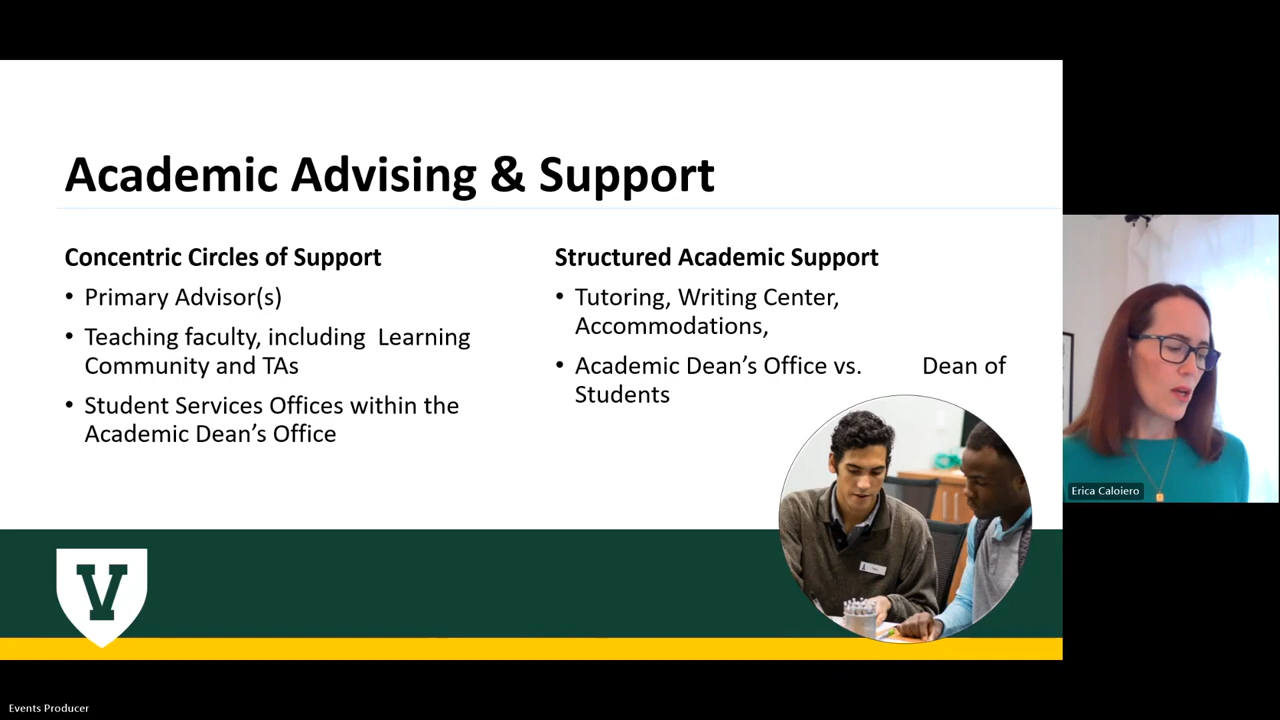 Academic Advising & Support
Concentric Circles of Support
• Primary Advisor(s)
• Teaching faculty, including  Learning
Community and TAs
• Student Services Offices within the
Academic Dean’s Office
Structured Academic Support
• Tutoring, Writing Center,
Accommodations,
• Academic Dean’s Office vs.        Dean of
Students
V
Erica Caloiero
Events Producer